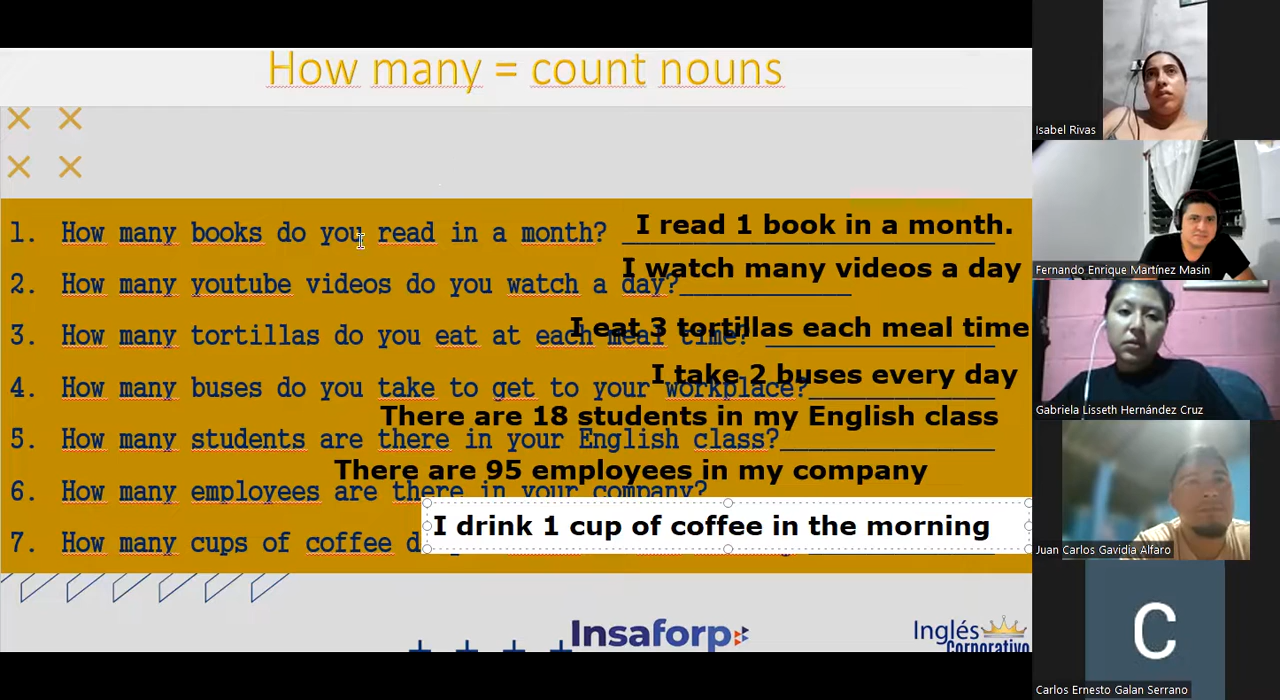 How many = count nouns
1. How many books do you read in a month? I read 1 book in a month.
2. How many youtube videos do you watch a day? I watch many videos a day
3. How many tortillas do you eat at each meal time? I eat 3 tortillas each meal time
4. How many buses do you take to get to your workplace? I take 2 buses every day
5. How many students are there in your English class? There are 18 students in my English class
6. How many employees are there in your company? There are 95 employees in my company
7. How many cups of coffee d I drink 1 cup of coffee in the morning
Insaforp
Inglés
Corporativo
Isabel Rivas
Fernando Enrique Martínez Masin
Gabriela Lisseth Hernández Cruz
Juan Carlos Gavidia Alfaro
C
Carlos Ernesto Galan Serrano